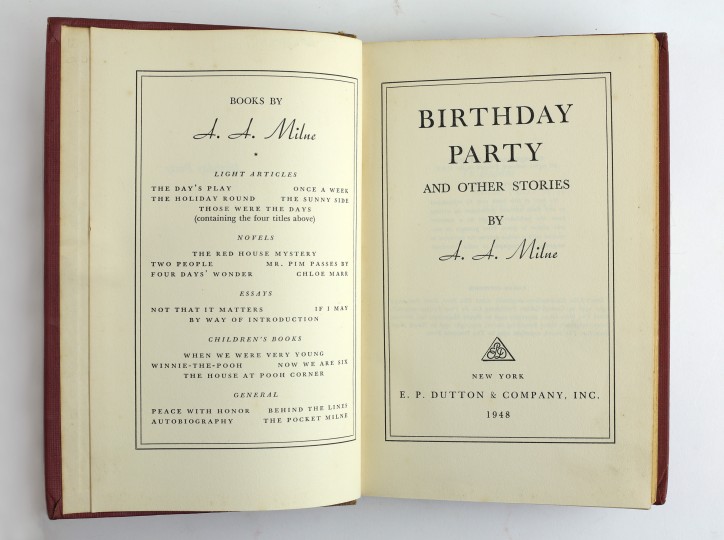 BOOKS BY
A. A. Milne
*
LIGHT ARTICLES
THE DAY'S PLAY ONCE A WEEK
THE HOLIDAY ROUND THE SUNNY SIDE
THOSE WERE THE DAYS
(containing the four titles above)
NOVELS
THE RED HOUSE MYSTERY
TWO PEOPLE MR. PIM PASSES BY
FOUR DAYS' WONDER CHLOE MARR
ESSAYS
NOT THAT IT MATTERS IF I MAY
BY WAY OF INTRODUCTION
CHILDREN'S BOOKS
WHEN WE WERE VERY YOUNG
WINNIE-THE-POOH NOW WE ARE SIX
THE HOUSE AT POOH CORNER
GENERAL
PEACE WITH HONOR BEHIND THE LINES
AUTOBIOGRAPHY THE POCKET MILNE
BIRTHDAY
PARTY
AND OTHER STORIES
BY
A. A. Milne
NEW YORK
E. P. DUTTON & COMPANY, INC.
1948